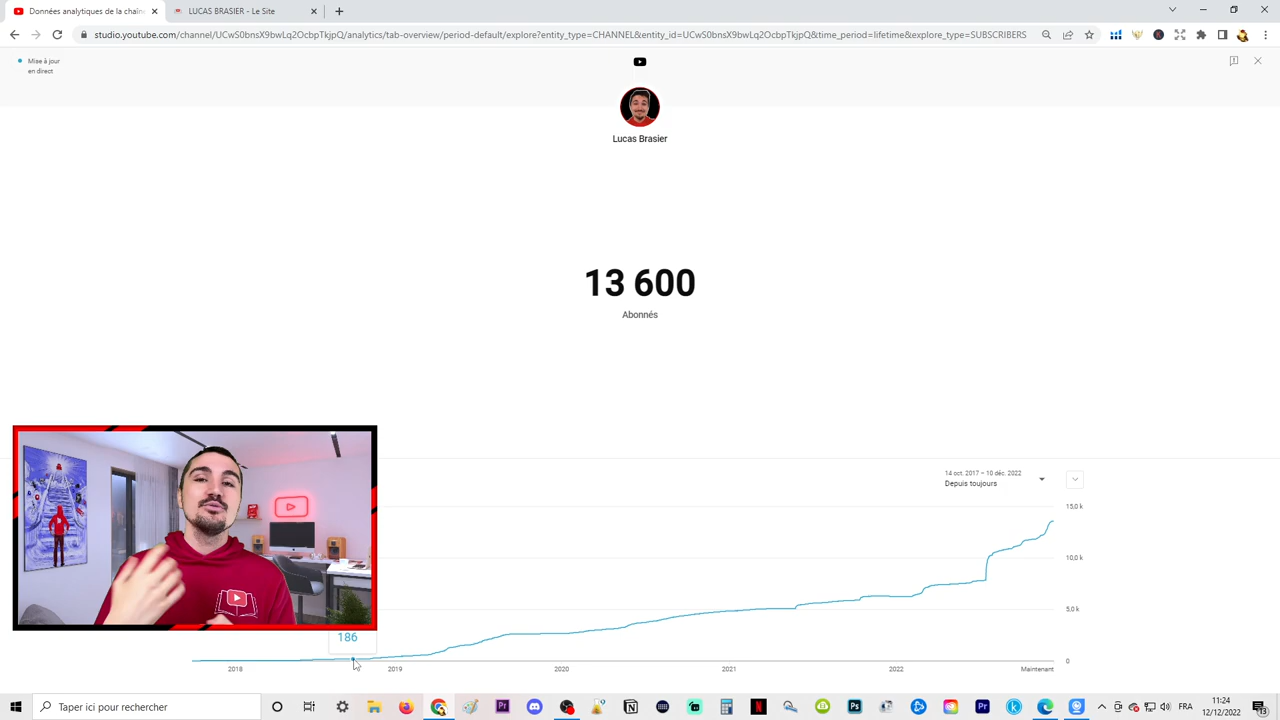 Données analytiques de la chaîn
LUCAS BRASIER - Le Site
studio.youtube.com/channel/UCwS0bnsX9bwLq2OcbpTkjpQ/analytics/tab-overview/period-default/explore?entity_type=CHANNEL&entity_id=UCwS0bnsX9bwLq2OcbpTkjpQ&time_period=lifetime&explore_type=SUBSCRIBERS
Mise à jour
en direct
Lucas Brasier
13 600
Abonnés
14 oct. 2017 – 10 déc. 2022
Depuis toujours
15,0 k
10,0 k
5,0 k
0
186
2018
2019
2020
2021
2022
Maintenant
Taper ici pour rechercher
FRA
11:24
12/12/2022